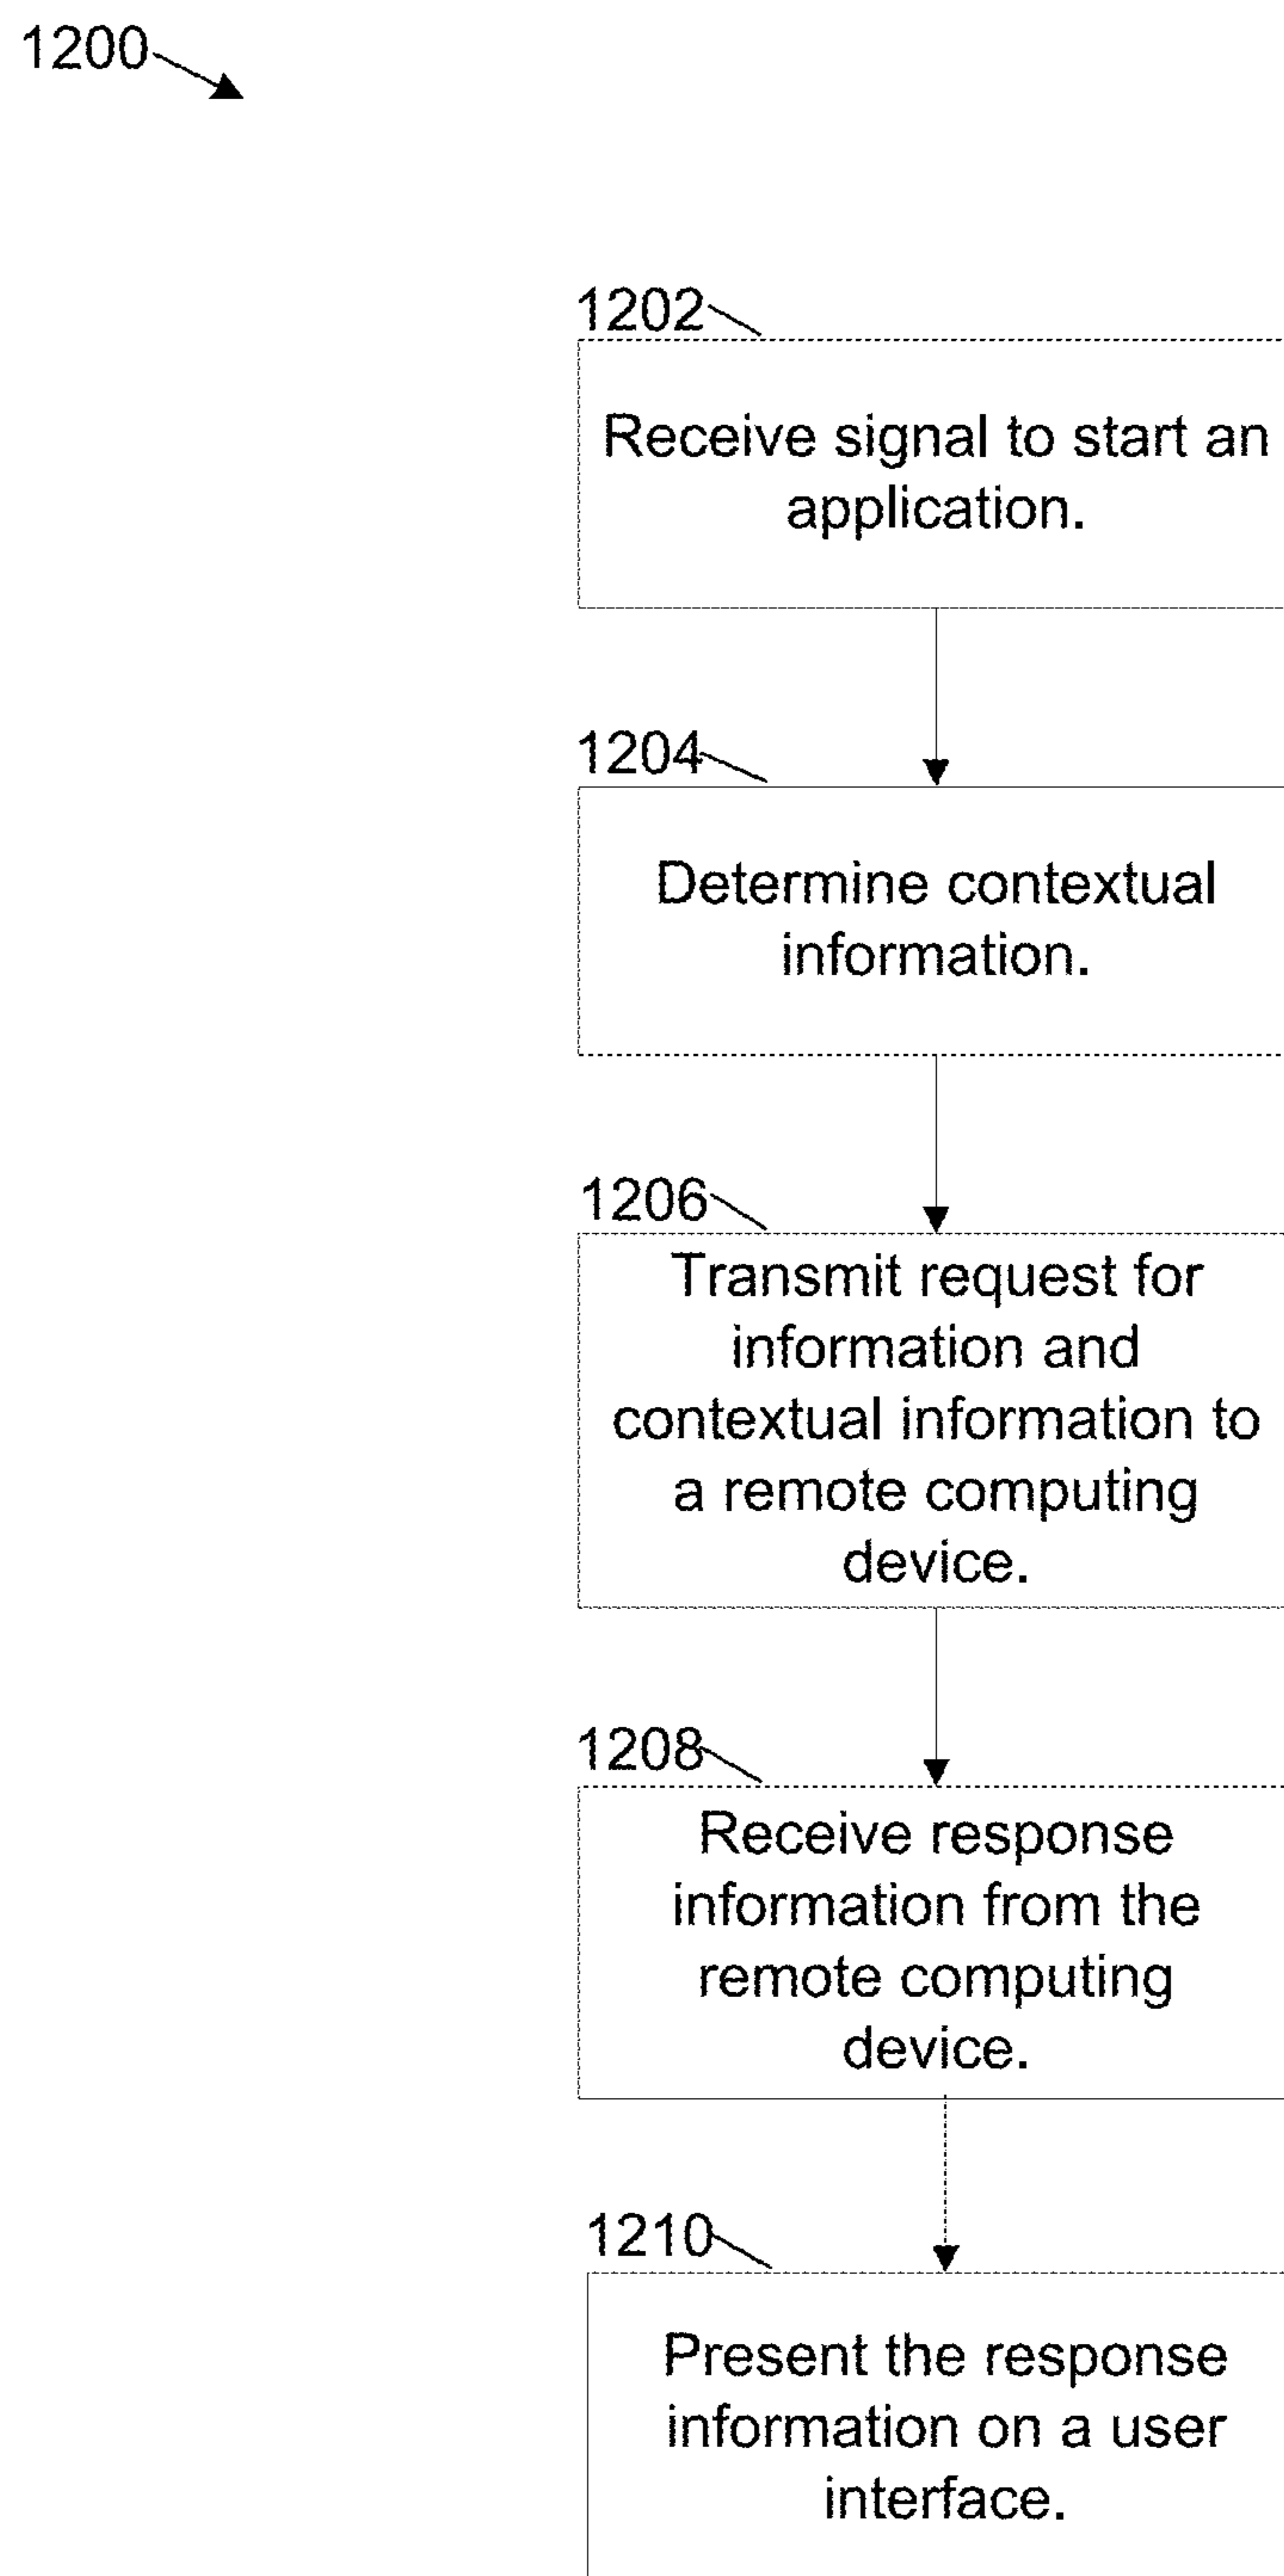 1200
1202
Receive signal to start an
application.
1204
Determine contextual
information.
1206
Transmit request for
information and
contextual information to
a remote computing
device.
1208
Receive response
information from the
remote computing
device.
1210
Present the response
information on a user
interface.